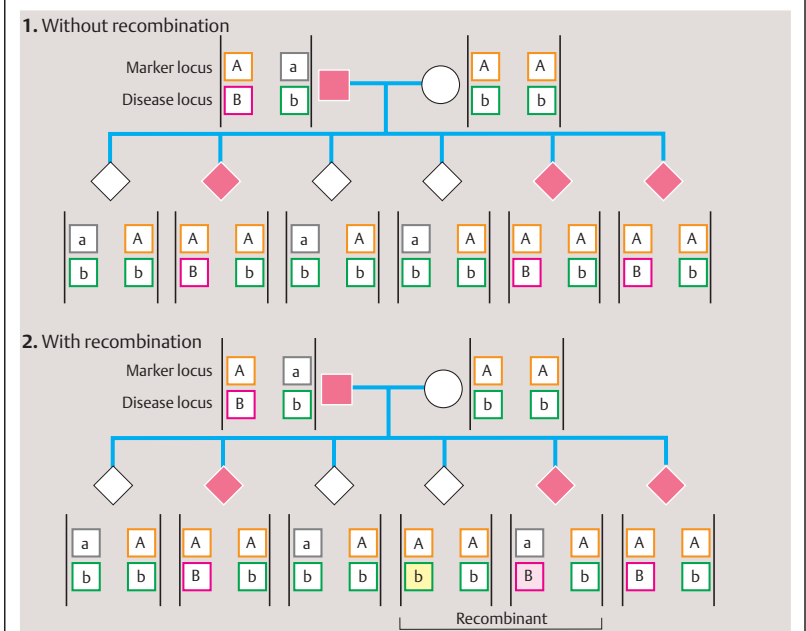 1. Without recombination
Marker locus A a A A
Disease locus B b b b
a A A A a A a A A A A A
b b B b b b b b B b B b
2. With recombination
Marker locus A a A A
Disease locus B b b b
a A A A a A A A a A A A
b b B b b b b b B b B b
Recombinant